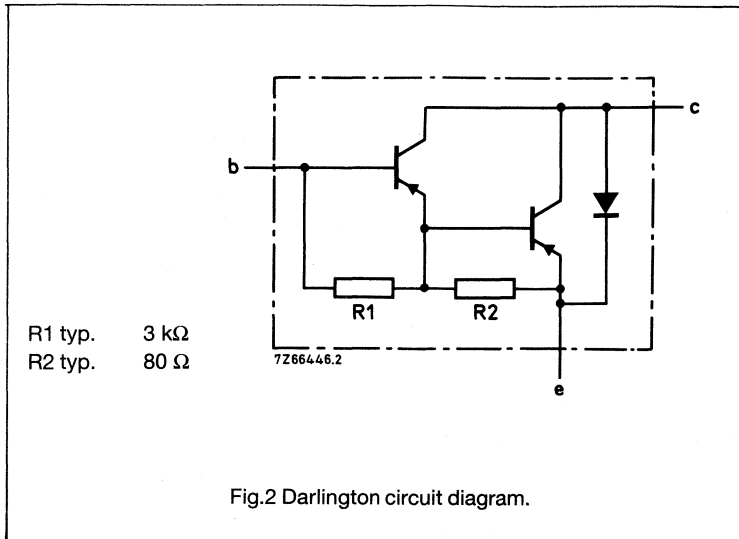 c
b
R1
R2
R1 typ. 3 kΩ
R2 typ. 80 Ω
7Z66446.2
e
Fig.2 Darlington circuit diagram.